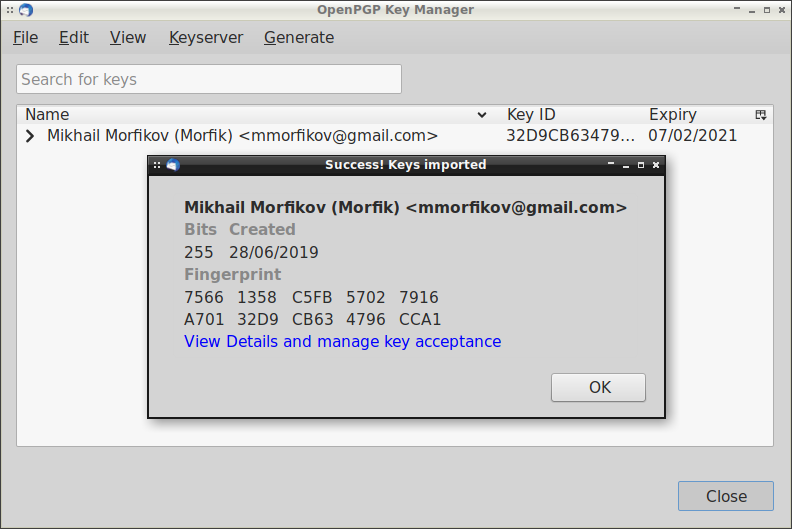 OpenPGP Key Manager
File Edit View Keyserver Generate
Search for keys
Name Key ID Expiry
Mikhail Morfikov (Morfik) <mmorfikov@gmail.com> 32D9CB63479... 07/02/2021
Success! Keys imported
Mikhail Morfikov (Morfik) <mmorfikov@gmail.com>
Bits Created
255 28/06/2019
Fingerprint
7566 1358 C5FB 5702 7916
A701 32D9 CB63 4796 CCA1
View Details and manage key acceptance
OK
Close